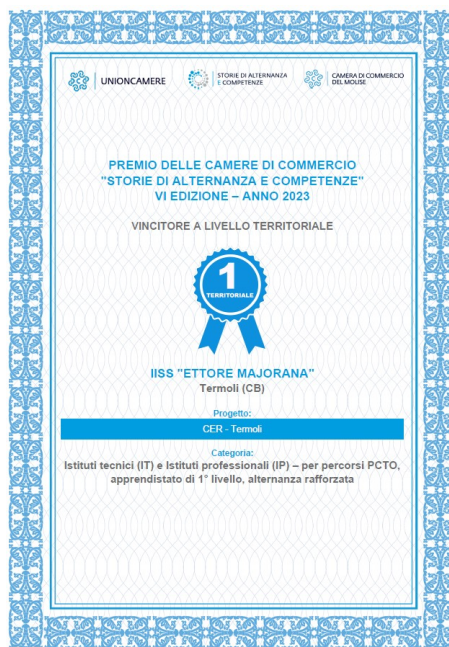 UNIONCAMERE
STORIE DI ALTERNANZA
E COMPETENZE
CAMERA DI COMMERCIO
DEL MOLISE
PREMIO DELLE CAMERE DI COMMERCIO
"STORIE DI ALTERNANZA E COMPETENZE"
VI EDIZIONE – ANNO 2023
VINCITORE A LIVELLO TERRITORIALE
1
TERRITORIALE
IISS "ETTORE MAJORANA"
Termoli (CB)
Progetto:
CER - Termoli
Categoria:
Istituti tecnici (IT) e Istituti professionali (IP) – per percorsi PCTO,
apprendistato di 1° livello, alternanza rafforzata